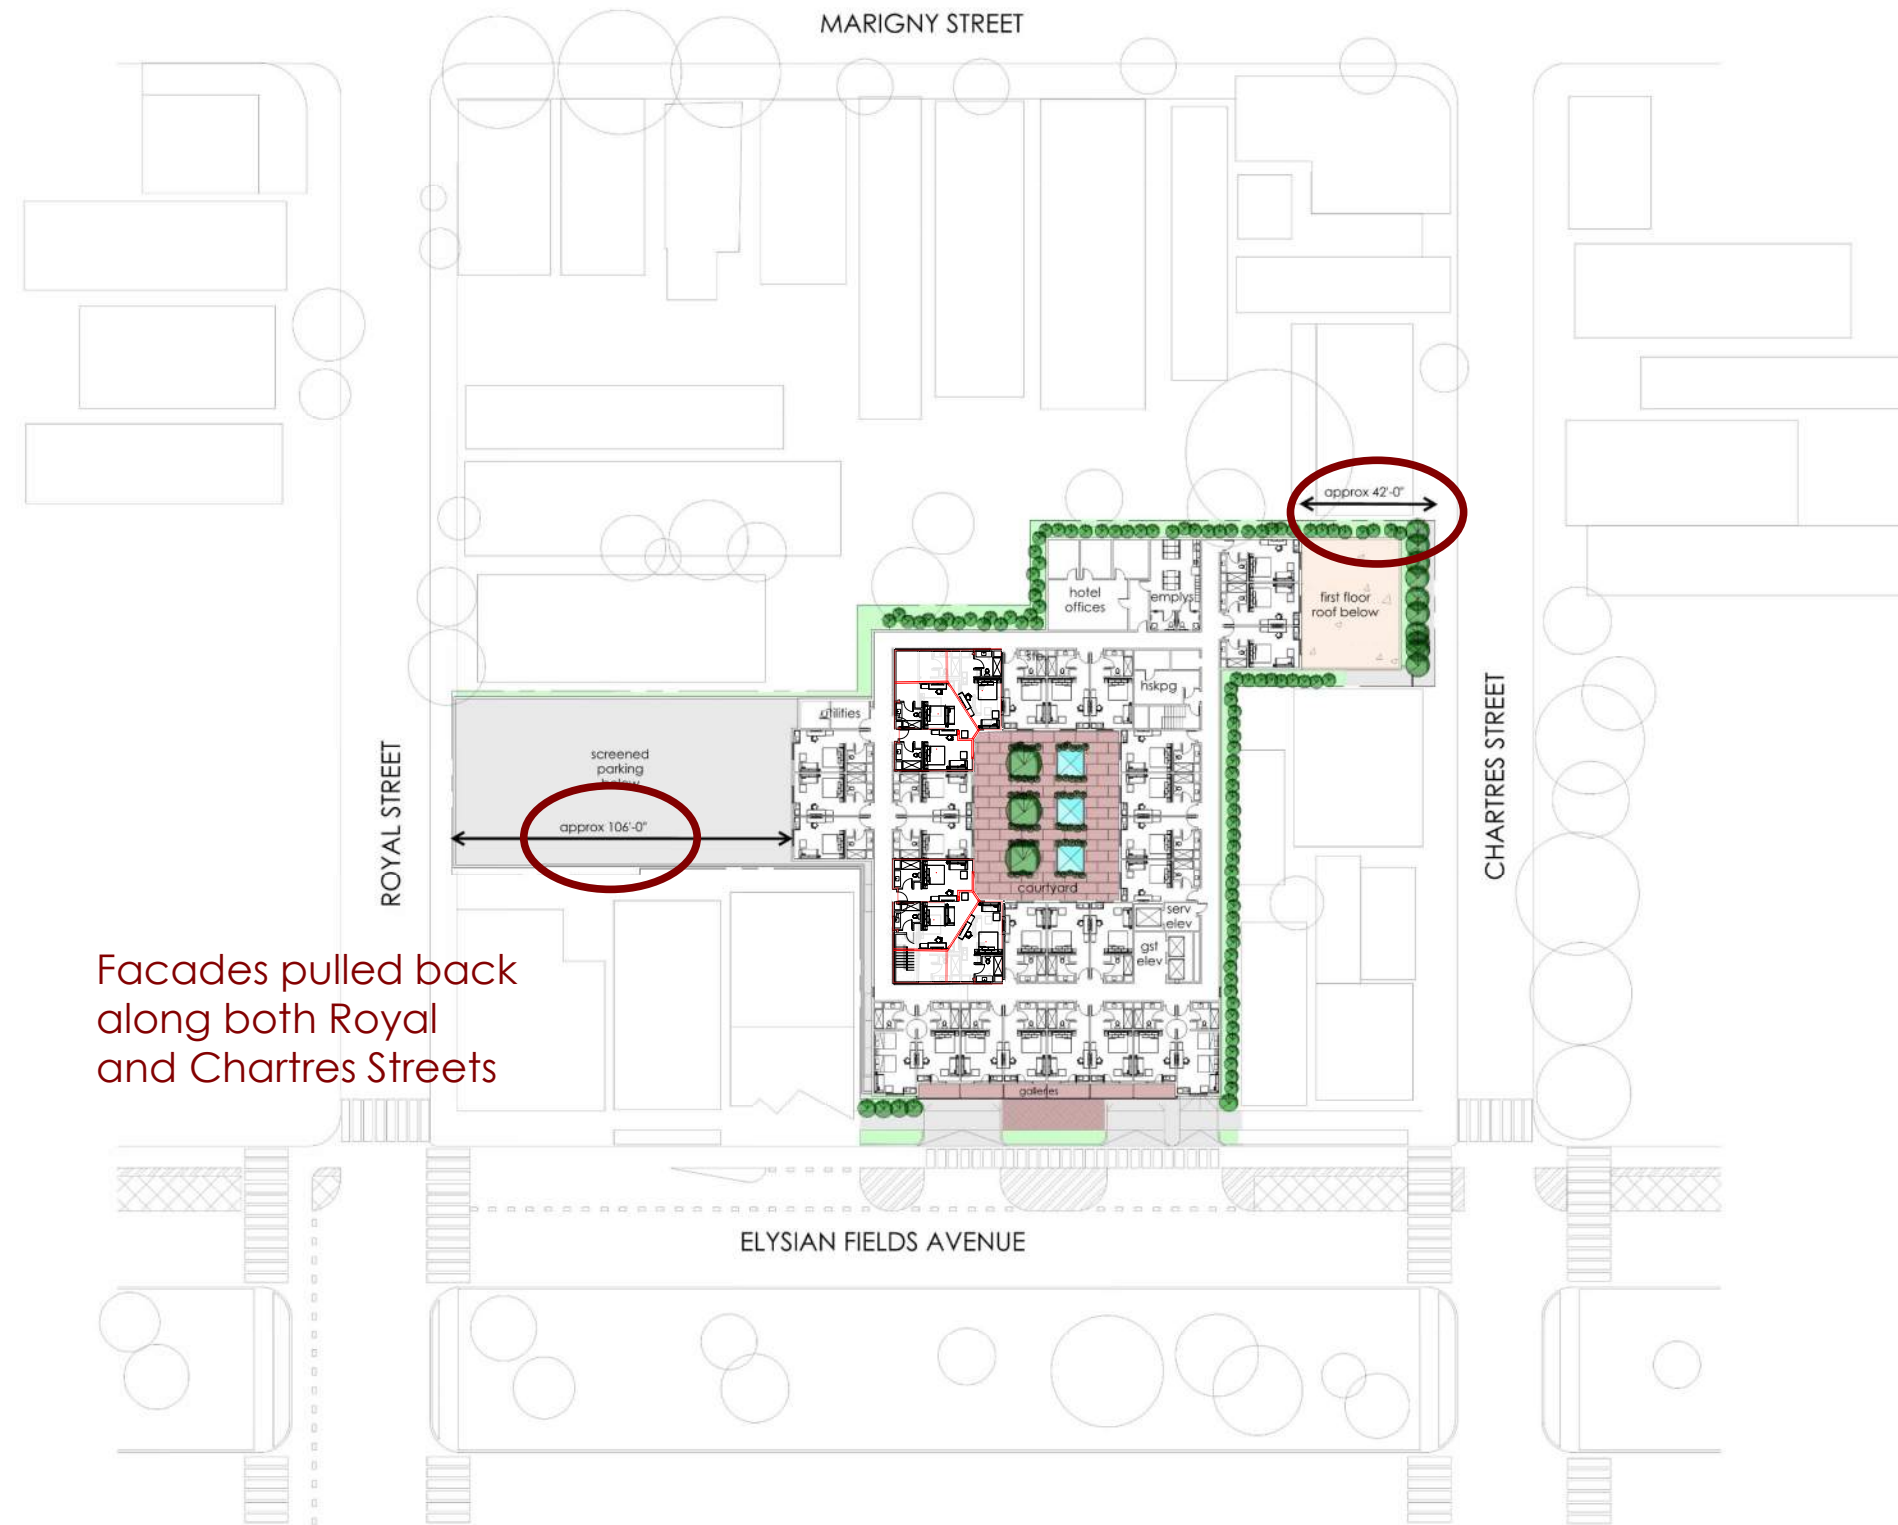 MARIGNY STREET
approx 42'-0"
hotel
offices
emplys
first floor
roof below
hskpg
utilities
screened
parking
below
approx 106'-0"
ROYAL STREET
CHARTRES STREET
courtyard
serv
elev
gst
elev
Facades pulled back
along both Royal
and Chartres Streets
galleries
ELYSIAN FIELDS AVENUE